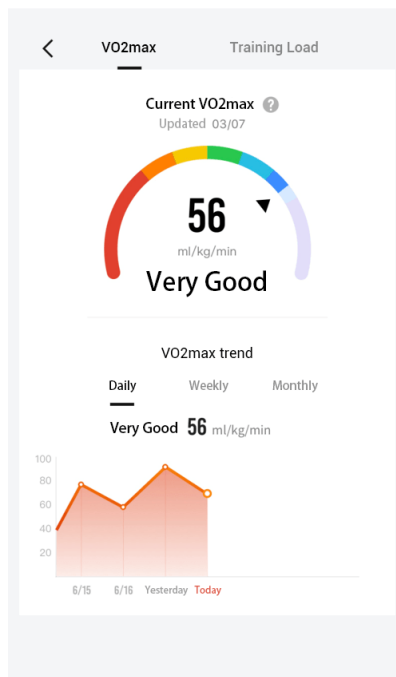 VO2max Training Load
Current VO2max ?
Updated 03/07
56
ml/kg/min
Very Good
VO2max trend
Daily Weekly Monthly
Very Good 56 ml/kg/min
100
80
60
40
20
6/15 6/16 Yesterday Today